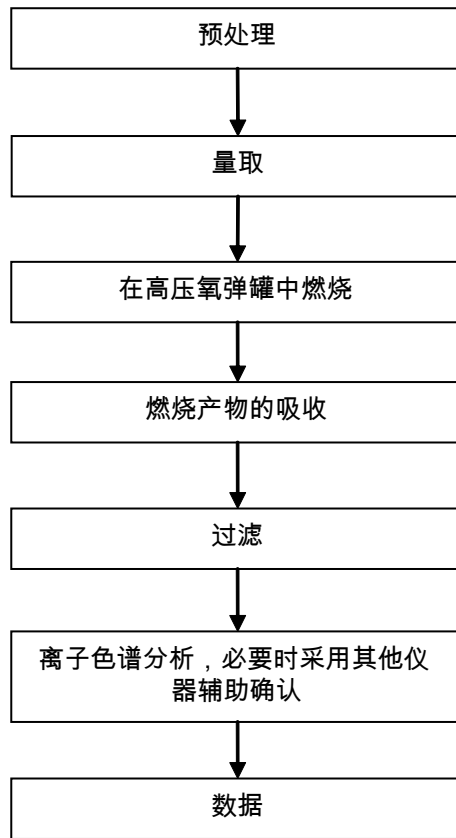 预处理
量取
在高压氧弹罐中燃烧
燃烧产物的吸收
过滤
离子色谱分析，必要时采用其他仪
器辅助确认
数据